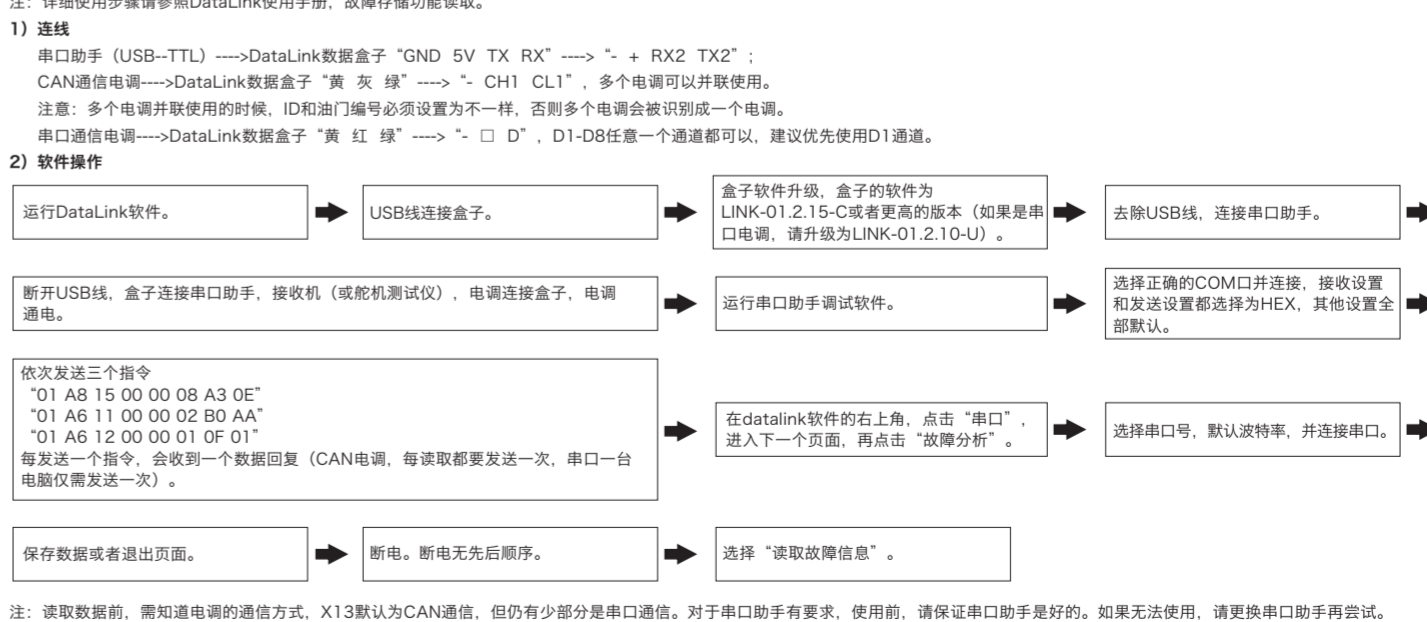 注：详细使用步骤请参照DataLink使用手册，故障存储功能读取。
1）连线
串口助手（USB--TTL）---->DataLink数据盒子“GND 5V TX RX”---->“- + RX2 TX2”；
CAN通信电调---->DataLink数据盒子“黄 灰 绿”---->“- CH1 CL1”，多个电调可以并联使用。
注意：多个电调并联使用的时候，ID和油门编号必须设置为不一样，否则多个电调会被识别成一个电调。
串口通信电调---->DataLink数据盒子“黄 红 绿”---->“- □ D”，D1-D8任意一个通道都可以，建议优先使用D1通道。
2）软件操作
运行DataLink软件。
USB线连接盒子。
盒子软件升级，盒子的软件为
LINK-01.2.15-C或者更高的版本（如果是串
口电调，请升级为LINK-01.2.10-U）。
去除USB线，连接串口助手。
断开USB线，盒子连接串口助手，接收机（或舵机测试仪），电调连接盒子，电调
通电。
运行串口助手调试软件。
选择正确的COM口并连接，接收设置
和发送设置都选择为HEX，其他设置全
部默认。
依次发送三个指令
“01 A8 15 00 00 08 A3 0E”
“01 A6 11 00 00 02 B0 AA”
“01 A6 12 00 00 01 0F 01”
每发送一个指令，会收到一个数据回复（CAN电调，每读取都要发送一次，串口一台
电脑仅需发送一次）。
在datalink软件的右上角，点击“串口”，
进入下一个页面，再点击“故障分析”。
选择串口号，默认波特率，并连接串口。
保存数据或者退出页面。
断电。断电无先后顺序。
选择“读取故障信息”。
注：读取数据前，需知道电调的通信方式，X13默认为CAN通信，但仍有少部分是串口通信。对于串口助手有要求，使用前，请保证串口助手是好的。如果无法使用，请更换串口助手再尝试。